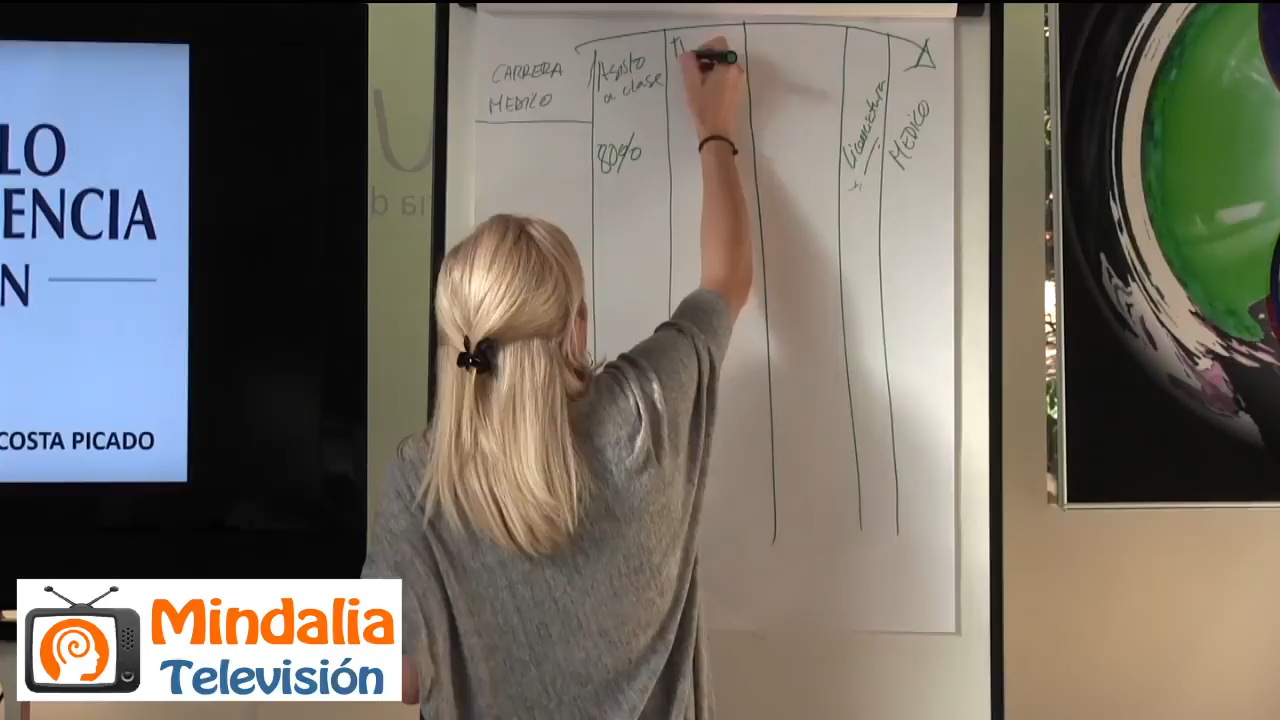 LO
ENCIA
N
COSTA PICADO
CARRERA
MEDICO
Asisto
a clase
80%
Licenciatura
MEDICO
Mindalia
Televisión